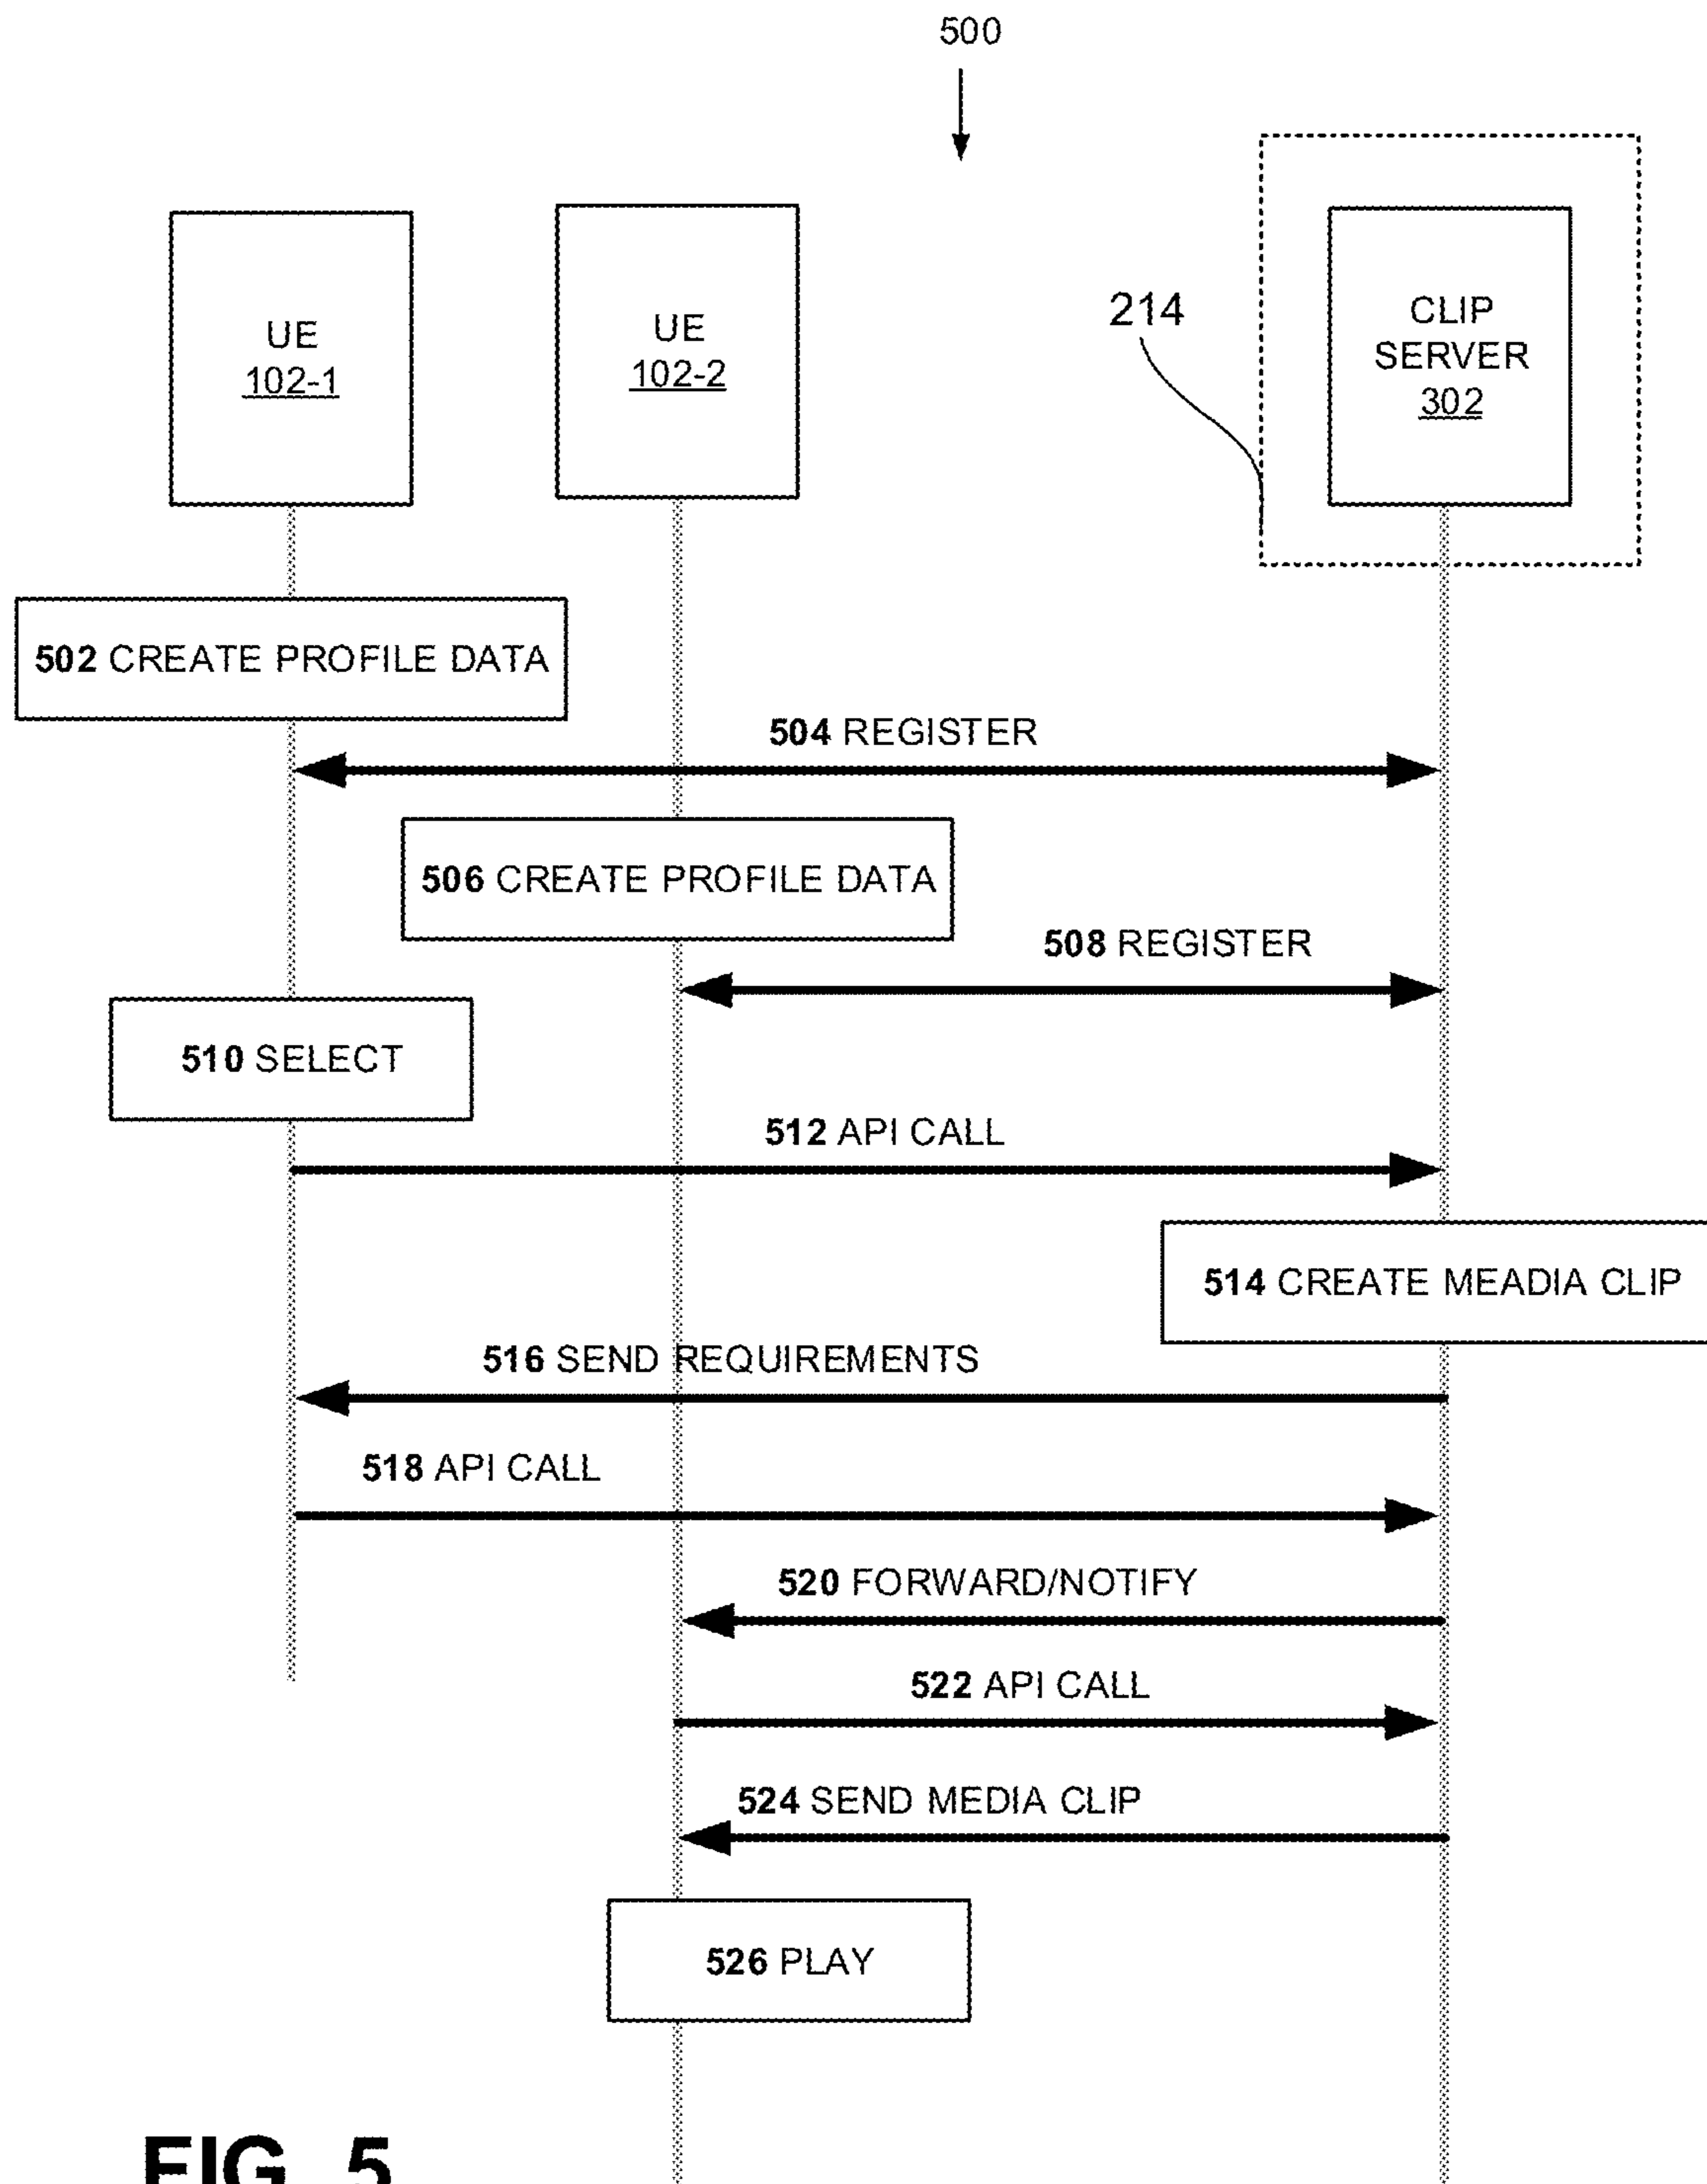 500
UE
102-1
UE
102-2
214
CLIP
SERVER
302
502 CREATE PROFILE DATA
504 REGISTER
506 CREATE PROFILE DATA
508 REGISTER
510 SELECT
512 API CALL
514 CREATE MEADIA CLIP
516 SEND REQUIREMENTS
518 API CALL
520 FORWARD/NOTIFY
522 API CALL
524 SEND MEDIA CLIP
526 PLAY
FIG. 5